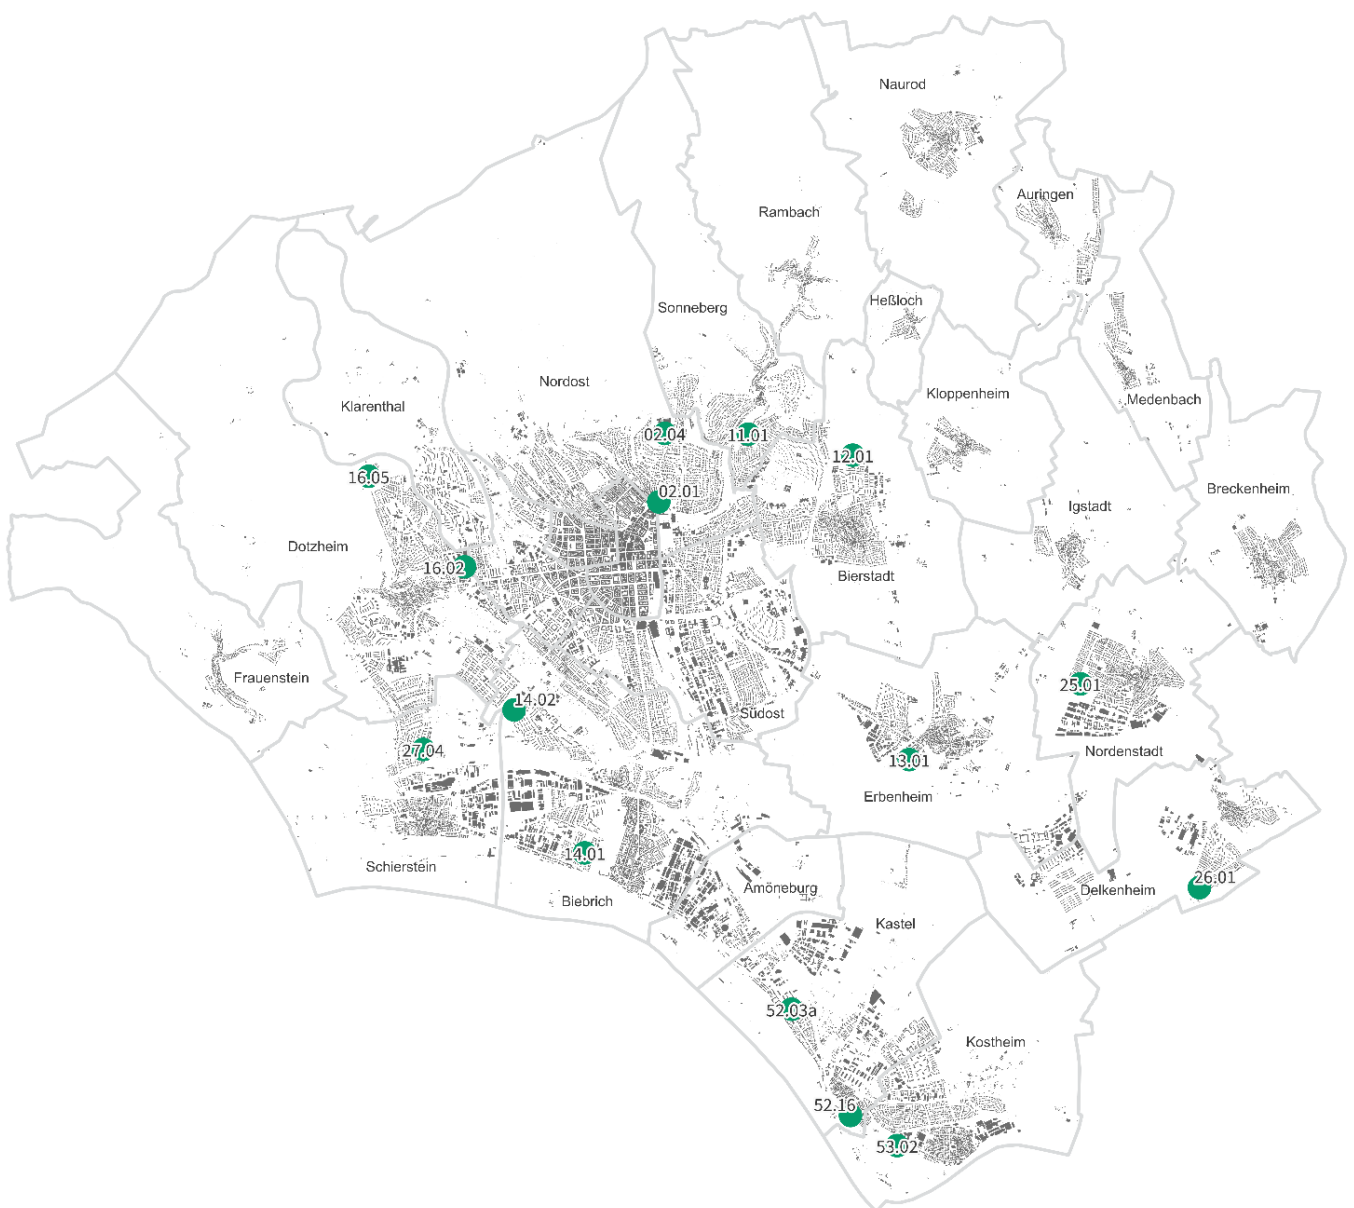 Naurod
Auringen
Rambach
Heßloch
Sonneberg
Nordost
Kloppenheim
Medenbach
Klarenthal
02.04
11.01
12.01
16.05
02.01
Breckenheim
Igstadt
Dotzheim
16.02
Bierstadt
Frauenstein
25.01
14.02
Südost
27.04
Nordenstadt
13.01
Erbenheim
14.01
Schierstein
26.01
Amöneburg
Delkenheim
Biebrich
Kastel
52.03a
Kostheim
52.16
53.02